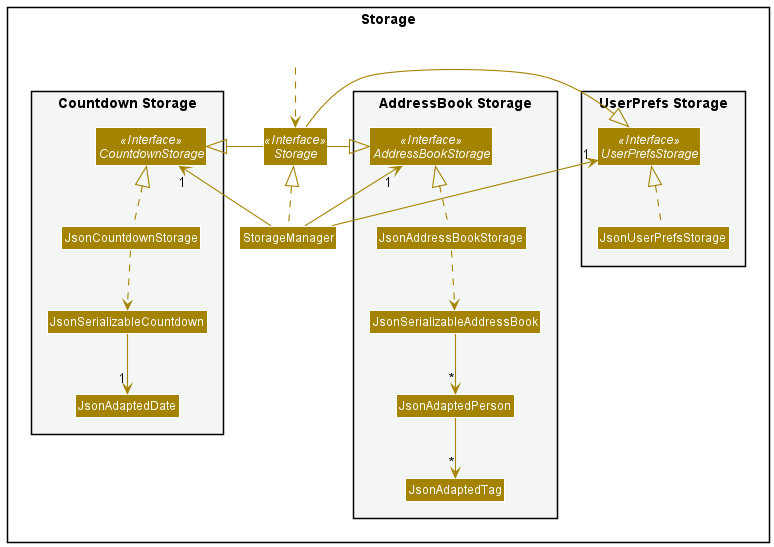 Storage
Countdown Storage
AddressBook Storage
UserPrefs Storage
«Interface»
CountdownStorage
«Interface»
Storage
«Interface»
AddressBookStorage
«Interface»
UserPrefsStorage
1
1
1
JsonCountdownStorage
StorageManager
JsonAddressBookStorage
JsonUserPrefsStorage
JsonSerializableCountdown
JsonSerializableAddressBook
1
*
JsonAdaptedDate
JsonAdaptedPerson
*
JsonAdaptedTag